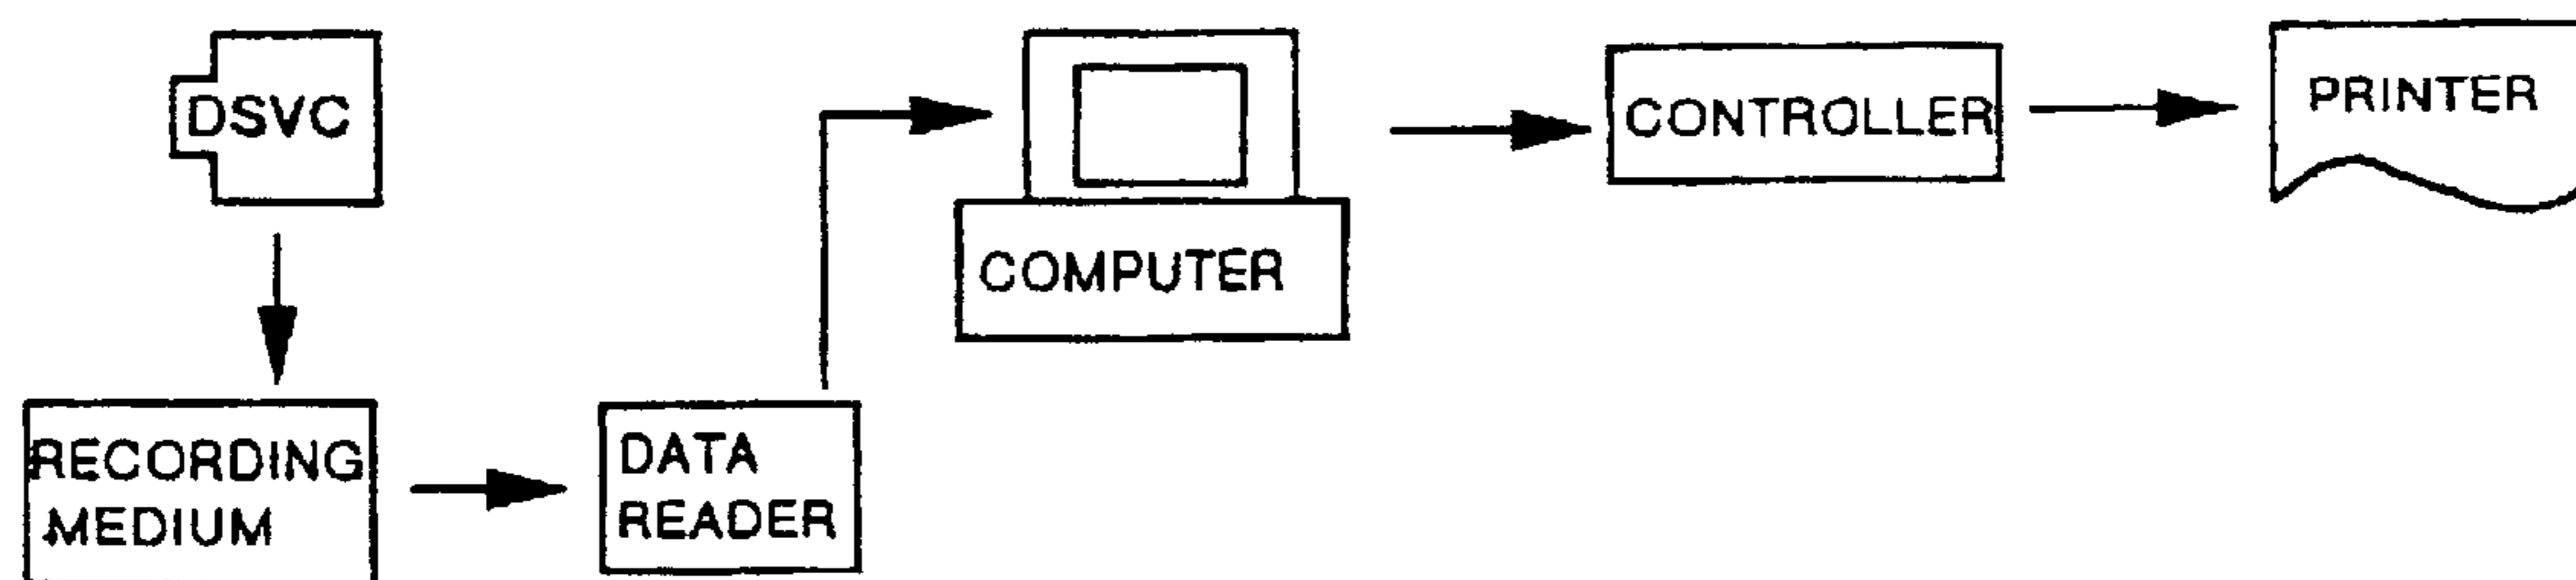 DSVC
RECORDING
MEDIUM
DATA
READER
COMPUTER
CONTROLLER
PRINTER